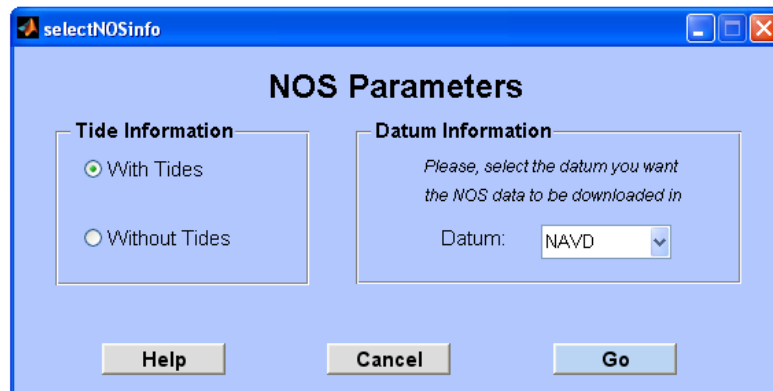 selectNOSinfo
NOS Parameters
Tide Information
With Tides
Without Tides
Datum Information
Please, select the datum you want
the NOS data to be downloaded in
Datum: NAVD
Help Cancel Go